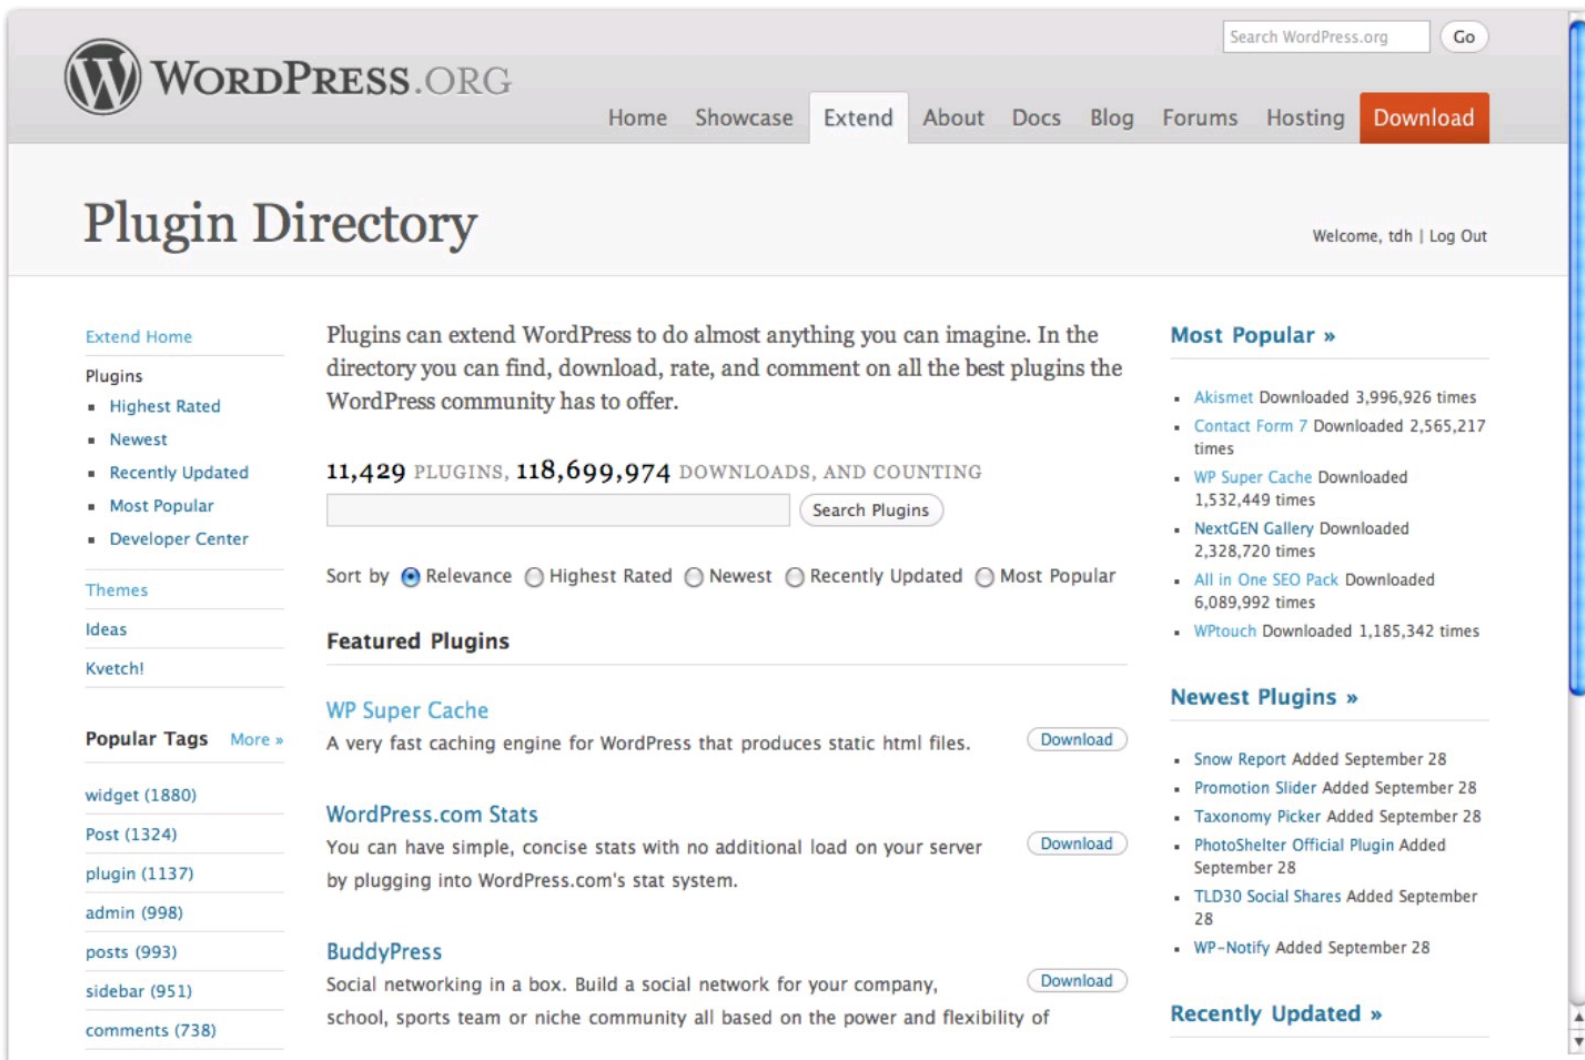 Search WordPress.org
Go
WORDPRESS.ORG
Home Showcase Extend About Docs Blog Forums Hosting Download
Plugin Directory
Welcome, tdh | Log Out
Extend Home
Plugins
Highest Rated
Newest
Recently Updated
Most Popular
Developer Center
Themes
Ideas
Kvetch!
Popular Tags More »
widget (1880)
Post (1324)
plugin (1137)
admin (998)
posts (993)
sidebar (951)
comments (738)
Plugins can extend WordPress to do almost anything you can imagine. In the
directory you can find, download, rate, and comment on all the best plugins the
WordPress community has to offer.
11,429 PLUGINS, 118,699,974 DOWNLOADS, AND COUNTING
Search Plugins
Sort by Relevance Highest Rated Newest Recently Updated Most Popular
Featured Plugins
WP Super Cache
A very fast caching engine for WordPress that produces static html files.
Download
WordPress.com Stats
You can have simple, concise stats with no additional load on your server
by plugging into WordPress.com's stat system.
Download
BuddyPress
Social networking in a box. Build a social network for your company,
school, sports team or niche community all based on the power and flexibility of
Download
Most Popular »
Akismet Downloaded 3,996,926 times
Contact Form 7 Downloaded 2,565,217
times
WP Super Cache Downloaded
1,532,449 times
NextGEN Gallery Downloaded
2,328,720 times
All in One SEO Pack Downloaded
6,089,992 times
WPtouch Downloaded 1,185,342 times
Newest Plugins »
Snow Report Added September 28
Promotion Slider Added September 28
Taxonomy Picker Added September 28
PhotoShelter Official Plugin Added
September 28
TLD30 Social Shares Added September
28
WP-Notify Added September 28
Recently Updated »